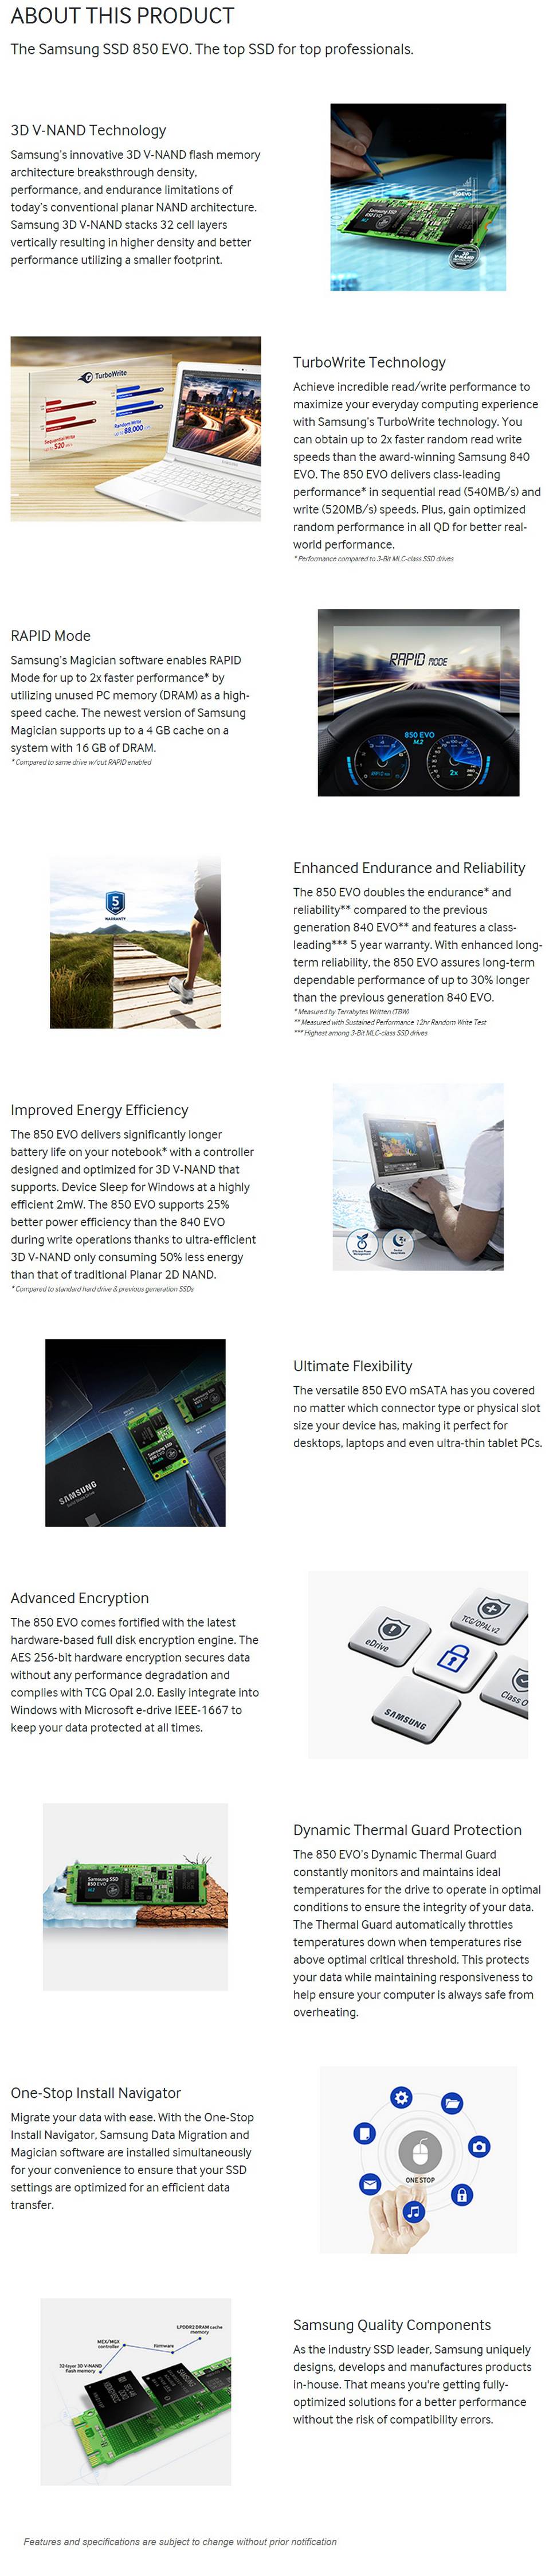 ABOUT THIS PRODUCT
The Samsung SSD 850 EVO. The top SSD for top professionals.
3D V-NAND Technology
Samsung's innovative 3D V-NAND flash memory
architecture breakthrough density,
performance, and endurance limitations of
today's conventional planar NAND architecture.
Samsung 3D V-NAND stacks 32 cell layers
vertically resulting in higher density and better
performance utilizing a smaller footprint.
TurboWrite
Sequential Write
up to 520 MB/s
Random Write
up to 88,000 IOPS
TurboWrite Technology
Achieve incredible read/write performance to
maximize your everyday computing experience
with Samsung's TurboWrite technology. You
can obtain up to 2x faster random read write
speeds than the award-winning Samsung 840
EVO. The 850 EVO delivers class-leading
performance* in sequential read (540MB/s) and
write (520MB/s) speeds. Plus, gain optimized
random performance in all QD for better real-
world performance.
* Performance compared to 3-Bit MLC-class SSD drives
RAPID Mode
Samsung's Magician software enables RAPID
Mode for up to 2x faster performance* by
utilizing unused PC memory (DRAM) as a high-
speed cache. The newest version of Samsung
Magician supports up to a 4 GB cache on a
system with 16 GB of DRAM.
* Compared to same drive w/out RAPID enabled
RAPID MODE
850 EVO
M.2
2x
5
WARRANTY
Enhanced Endurance and Reliability
The 850 EVO doubles the endurance* and
reliability** compared to the previous
generation 840 EVO** and features a class-
leading*** 5 year warranty. With enhanced long-
term reliability, the 850 EVO assures long-term
dependable performance of up to 30% longer
than the previous generation 840 EVO.
* Measured by Terrabytes Written (TBW)
** Measured with Sustained Performance 12hr Random Write Test
*** Highest among 3-Bit MLC-class SSD drives
Improved Energy Efficiency
The 850 EVO delivers significantly longer
battery life on your notebook* with a controller
designed and optimized for 3D V-NAND that
supports. Device Sleep for Windows at a highly
efficient 2mW. The 850 EVO supports 25%
better power efficiency than the 840 EVO
during write operations thanks to ultra-efficient
3D V-NAND only consuming 50% less energy
than that of traditional Planar 2D NAND.
* Compared to standard hard drive & previous generation SSDs
SAMSUNG
Solid State Drive
Ultimate Flexibility
The versatile 850 EVO mSATA has you covered
no matter which connector type or physical slot
size your device has, making it perfect for
desktops, laptops and even ultra-thin tablet PCs.
Advanced Encryption
The 850 EVO comes fortified with the latest
hardware-based full disk encryption engine. The
AES 256-bit hardware encryption secures data
without any performance degradation and
complies with TCG Opal 2.0. Easily integrate into
Windows with Microsoft e-drive IEEE-1667 to
keep your data protected at all times.
eDrive
TCG/OPAL v2
Class 0
SAMSUNG
Samsung SSD
850 EVO
M.2
Dynamic Thermal Guard Protection
The 850 EVO's Dynamic Thermal Guard
constantly monitors and maintains ideal
temperatures for the drive to operate in optimal
conditions to ensure the integrity of your data.
The Thermal Guard automatically throttles
temperatures down when temperatures rise
above optimal critical threshold. This protects
your data while maintaining responsiveness to
help ensure your computer is always safe from
overheating.
One-Stop Install Navigator
Migrate your data with ease. With the One-Stop
Install Navigator, Samsung Data Migration and
Magician software are installed simultaneously
for your convenience to ensure that your SSD
settings are optimized for an efficient data
transfer.
ONE STOP
LPDDR2 DRAM cache
memory
MEX/MGX
controller
Firmware
32-layer 3D V-NAND
flash memory
Samsung Quality Components
As the industry SSD leader, Samsung uniquely
designs, develops and manufactures products
in-house. That means you're getting fully-
optimized solutions for a better performance
without the risk of compatibility errors.
Features and specifications are subject to change without prior notification